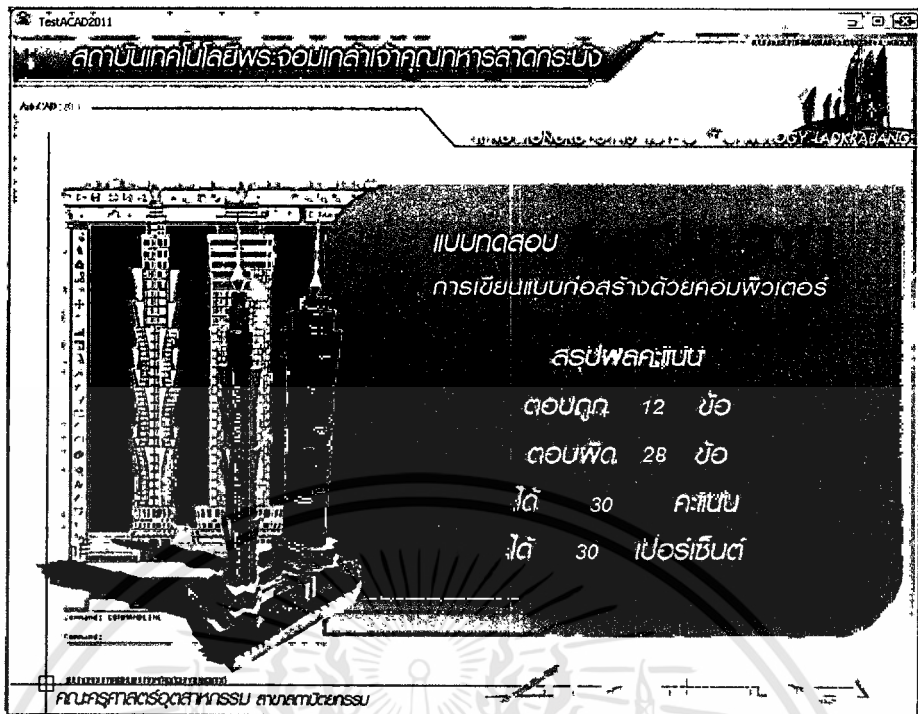 TestACAD2011
สถาบันเทคโนโลยีพระจอมเกล้าเจ้าคุณทหารลาดกระบัง
OGY LADKRABANG
แบบทดสอบ
การเขียนแบบก่อสร้างด้วยคอมพิวเตอร์
สรุปผลคะแนน
ตอบถูก 12 ข้อ
ตอบผิด 28 ข้อ
ได้ 30 คะแนน
ได้ 30 เปอร์เซ็นต์
Command:
Command:
คณะครุศาสตร์อุตสาหกรรม สาขาสถาปัตยกรรม